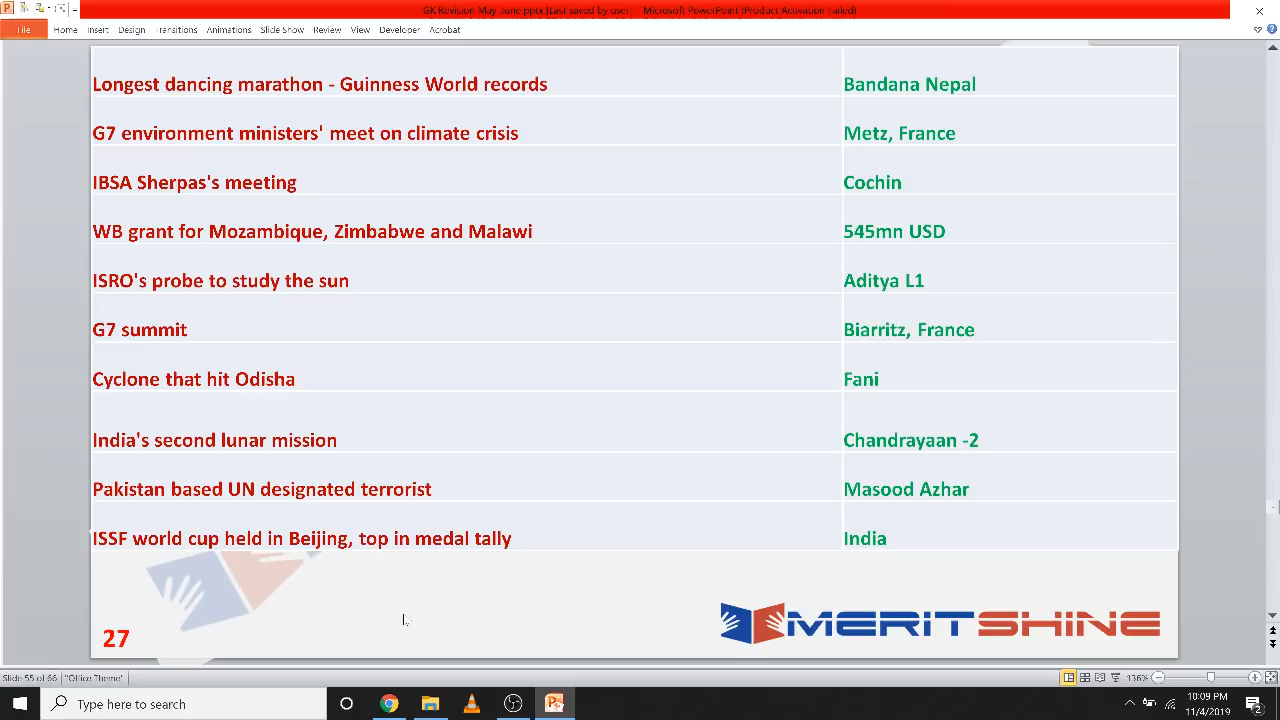 GK Revision May June.pptx [Last saved by user] - Microsoft PowerPoint (Product Activation Failed)
File Home Insert Design Transitions Animations Slide Show Review View Developer Acrobat
Longest dancing marathon - Guinness World records Bandana Nepal
G7 environment ministers' meet on climate crisis Metz, France
IBSA Sherpas's meeting Cochin
WB grant for Mozambique, Zimbabwe and Malawi 545mn USD
ISRO's probe to study the sun Aditya L1
G7 summit Biarritz, France
Cyclone that hit Odisha Fani
India's second lunar mission Chandrayaan -2
Pakistan based UN designated terrorist Masood Azhar
ISSF world cup held in Beijing, top in medal tally India
27 MERITSHINE
Slide 55 of 66 "Office Theme" 136%
Type here to search 10:09 PM
11/4/2019 2